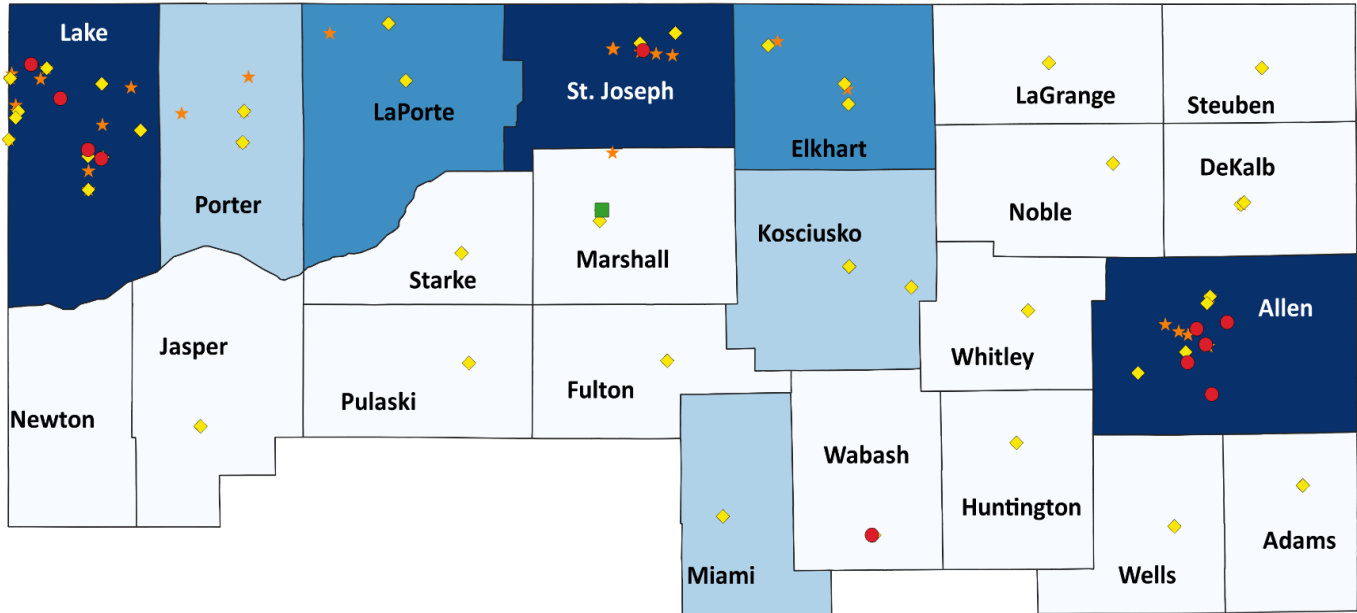 Lake
St. Joseph
LaPorte
LaGrange
Steuben
Elkhart
DeKalb
Porter
Noble
Kosciusko
Marshall
Starke
Allen
Jasper
Whitley
Pulaski
Fulton
Newton
Wabash
Huntington
Adams
Miami
Wells